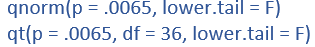 qnorm(p = .0065, lower.tail = F)
qt(p = .0065, df = 36, lower.tail = F)